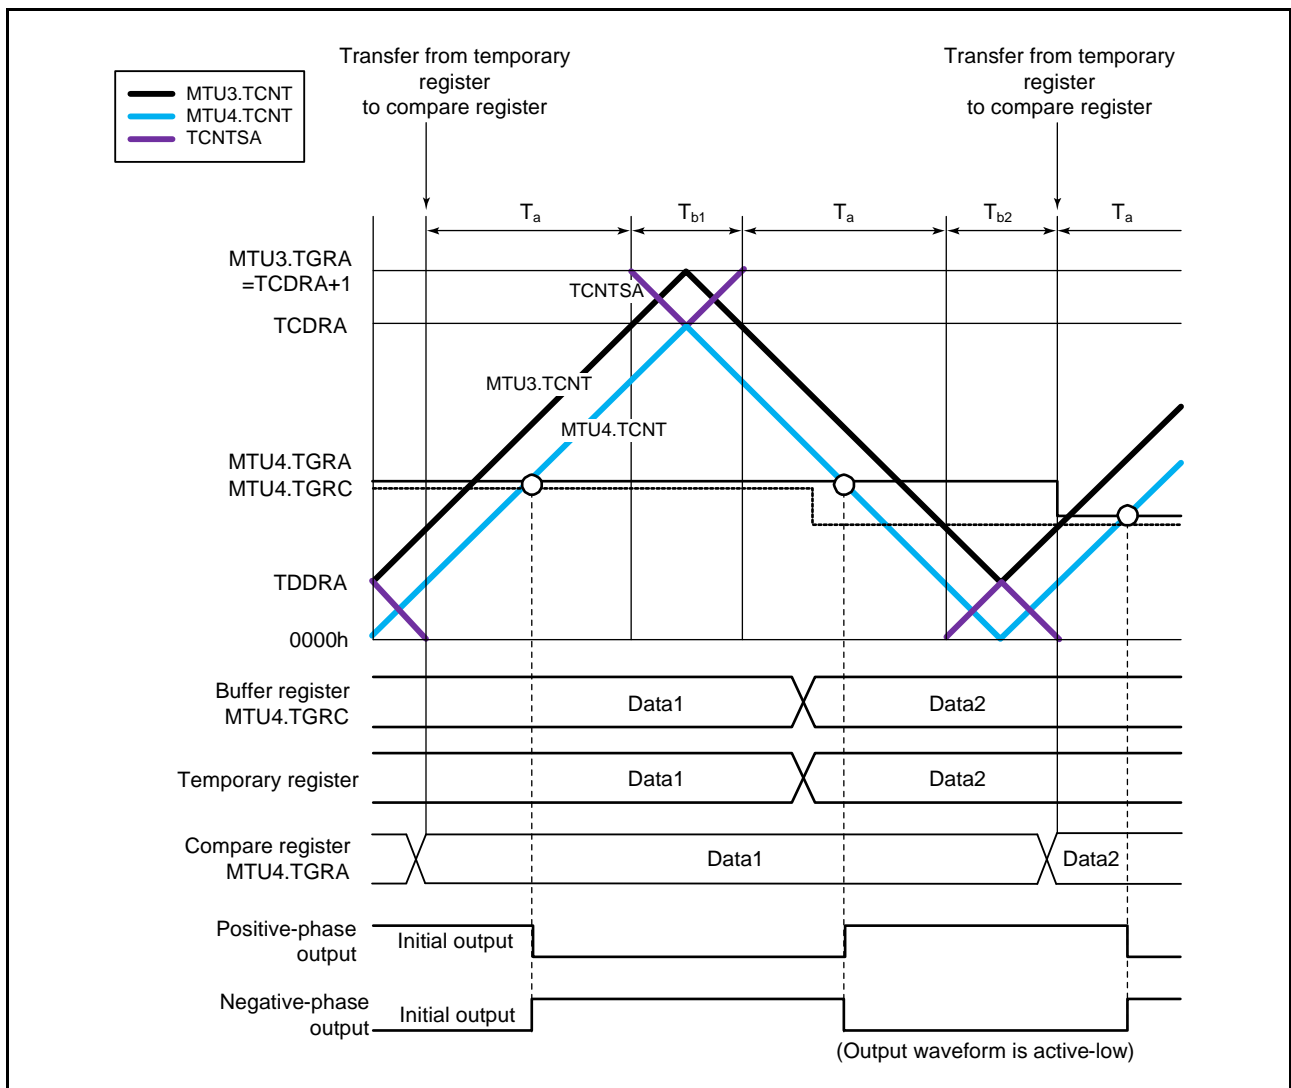 Transfer from temporary
register
to compare register
Transfer from temporary
register
to compare register
MTU3.TCNT
MTU4.TCNT
TCNTSA
Ta
Tb1
Ta
Tb2
Ta
MTU3.TGRA
=TCDRA+1
TCNTSA
TCDRA
MTU3.TCNT
MTU4.TCNT
MTU4.TGRA
MTU4.TGRC
TDDRA
0000h
Buffer register
MTU4.TGRC
Data1
Data2
Temporary register
Data1
Data2
Compare register
MTU4.TGRA
Data1
Data2
Positive-phase
output
Initial output
Negative-phase
output
Initial output
(Output waveform is active-low)